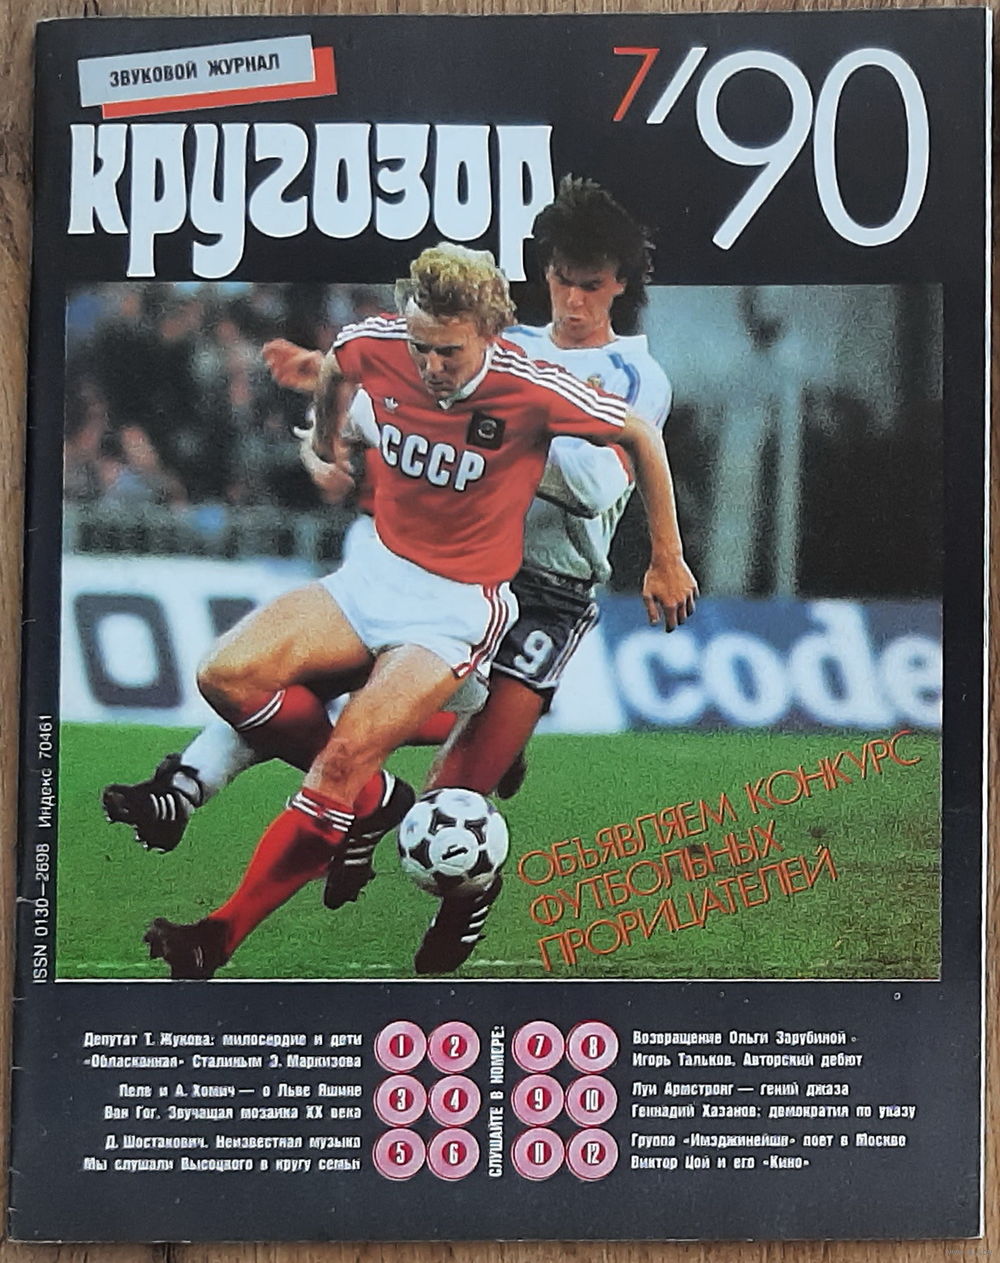 ЗВУКОВОЙ ЖУРНАЛ
7/90
кругозор
СССР
9
code
ОБЪЯВЛЯЕМ КОНКУРС
ФУТБОЛЬНЫХ
ПРОРИЦАТЕЛЕЙ
ISSN 0130-2698 Индекс 70461
Депутат Т. Жукова: милосердие и дети
«Обласканная» Сталиным Э. Маркизова
Пеле и А. Хомич — о Льве Яшине
Ван Гог. Звучащая мозаика XX века
Д. Шостакович. Неизвестная музыка
Мы слушали Высоцкого в кругу семьи
1 2
3 4
5 6
СЛУШАЙТЕ В НОМЕРЕ:
7 8
9 10
11 12
Возвращение Ольги Зарубиной
Игорь Тальков. Авторский дебют
Луи Армстронг — гений джаза
Геннадий Хазанов: демократия по указу
Группа «Имэджинейшн» поет в Москве
Виктор Цой и его «Кино»